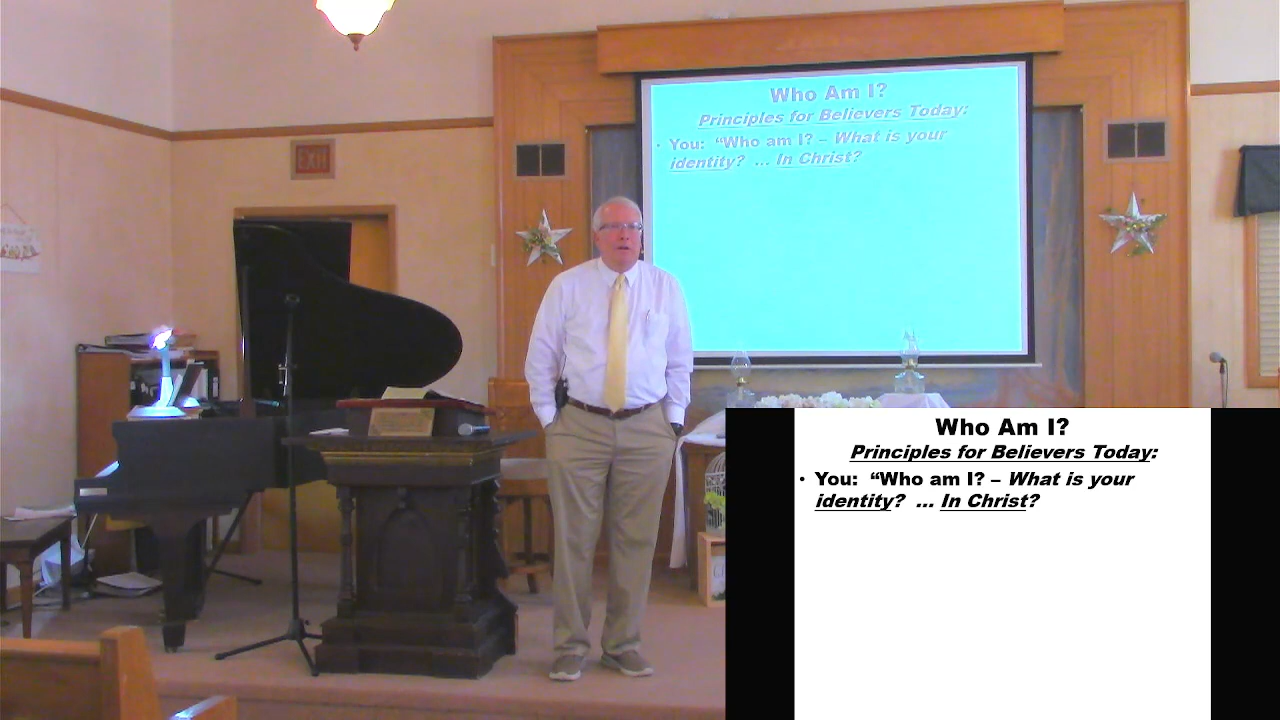 EXIT
Who Am I?
Principles for Believers Today:
• You: “Who am I? – What is your
identity? ... In Christ?
Who Am I?
Principles for Believers Today:
• You: “Who am I? – What is your
identity? ... In Christ?